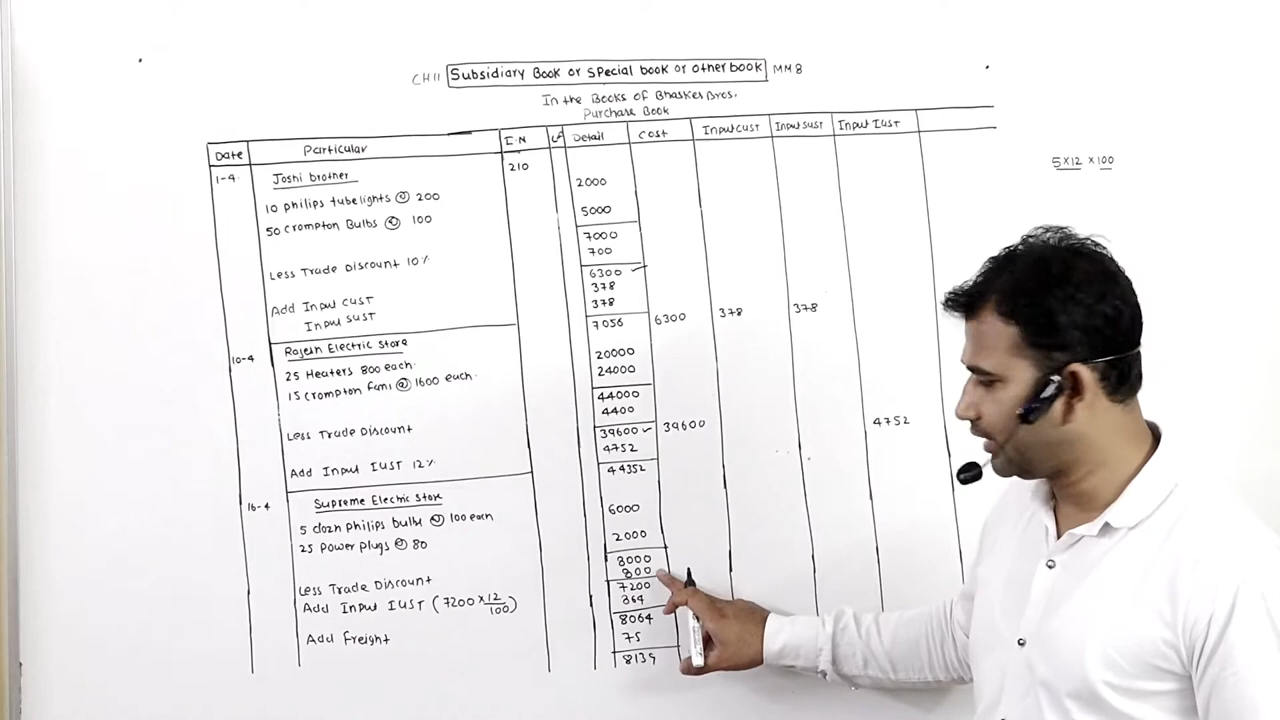 CH11 Subsidiary Book or Special book or other book MM 8
In the Books of Bhasker Bros.
Purchase Book
Date Particular I.N LF Detail Cost Input CUST Input SUST Input IUST
1-4. Joshi brother 210
10 philips tubelights @ 200 2000
50 crompton Bulbs @ 100 5000
7000
700
Less Trade Discount 10%
6300
Add Input CUST 378
Input SUST 378
7056 6300 378 378
10-4 Rajesh Electric store
25 Heaters 800 each 20000
15 crompton fans @ 1600 each. 24000
44000
4400
Less Trade Discount 39600 39600 4752
Add Input IUST 12% 4752
44352
16-4 Supreme Electric store
5 dozn philips bulbs @ 100 each 6000
25 power plugs @ 80 2000
8000
Less Trade Discount 800
7200
Add Input IUST (7200 × 12/100) 864
8064
Add Freight 75
8139
5 × 12 × 100